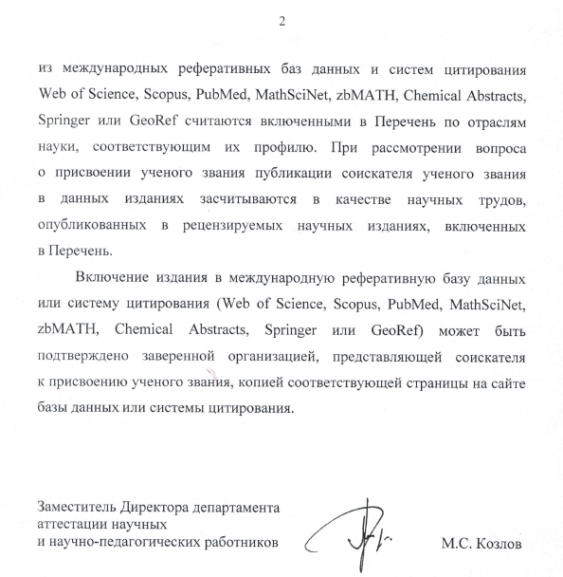 2
из международных реферативных баз данных и систем цитирования
Web of Science, Scopus, PubMed, MathSciNet, zbMATH, Chemical Abstracts,
Springer или GeoRef считаются включенными в Перечень по отраслям
науки, соответствующим их профилю. При рассмотрении вопроса
о присвоении ученого звания публикации соискателя ученого звания
в данных изданиях засчитываются в качестве научных трудов,
опубликованных в рецензируемых научных изданиях, включенных
в Перечень.
Включение издания в международную реферативную базу данных
или систему цитирования (Web of Science, Scopus, PubMed, MathSciNet,
zbMATH, Chemical Abstracts, Springer или GeoRef) может быть
подтверждено заверенной организацией, представляющей соискателя
к присвоению ученого звания, копией соответствующей страницы на сайте
базы данных или системы цитирования.
Заместитель Директора департамента
аттестации научных
и научно-педагогических работников
М.С. Козлов